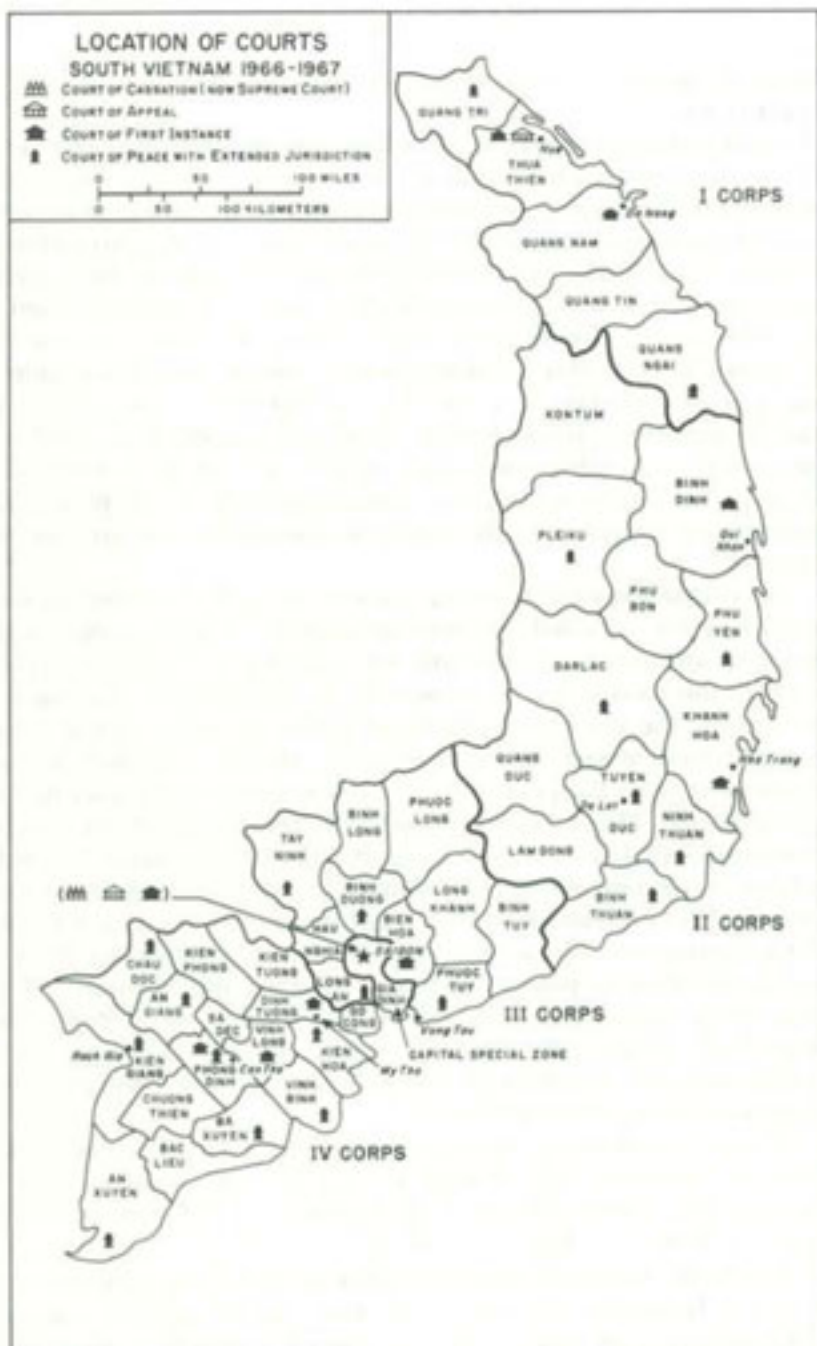 LOCATION OF COURTS
SOUTH VIETNAM 1966-1967
COURT OF CASSATION (NOW SUPREME COURT)
COURT OF APPEAL
COURT OF FIRST INSTANCE
COURT OF PEACE WITH EXTENDED JURISDICTION
0 50 100 MILES
0 50 100 KILOMETERS
QUANG TRI
Hue
THUA
THIEN
I CORPS
Da Nang
QUANG NAM
QUANG TIN
QUANG
NGAI
KONTUM
BINH
DINH
Qui
Nhon
PLEIKU
PHU
BON
PHU
YEN
DARLAC
KHANH
HOA
Nha Trang
QUANG
DUC
TUYEN
Da Lat
DUC
NINH
THUAN
PHUOC
LONG
BINH
LONG
TAY
NINH
LAM DONG
BINH
THUAN
II CORPS
BINH
DUONG
LONG
KHANH
BINH
TUY
BIEN
HOA
HAU
NGHIA
SAIGON
CHAU
DOC
KIEN
PHONG
KIEN
TUONG
LONG
AN
GIA
DINH
PHUOC
TUY
III CORPS
AN
GIANG
DINH
TUONG
GO
CONG
Vung Tau
CAPITAL SPECIAL ZONE
SA
DEC
VINH
LONG
KIEN
HOA
My Tho
Rach Gia
KIEN
GIANG
PHONG
DINH
Can Tho
VINH
BINH
CHUONG
THIEN
BA
XUYEN
BAC
LIEU
IV CORPS
AN
XUYEN